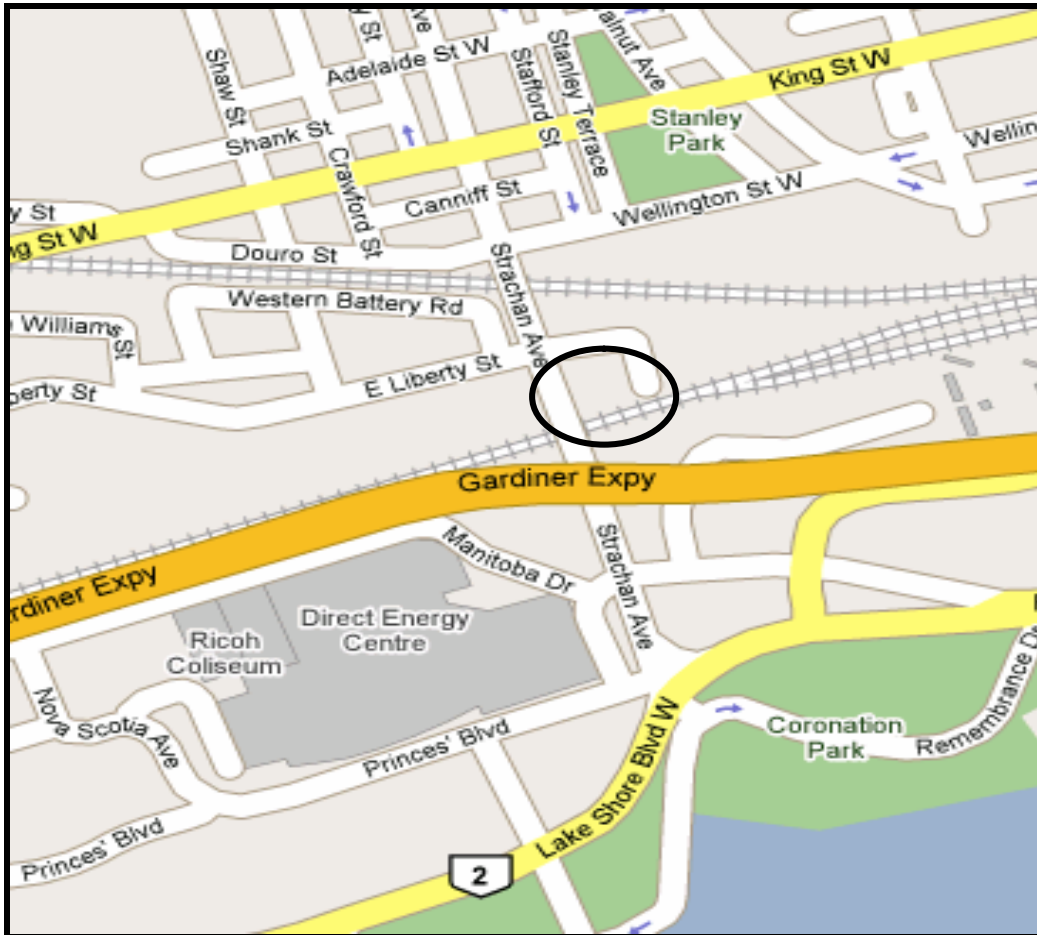 Adelaide St W
King St W
Shaw St
Stafford St
Stanley Terrace
Stanley
Park
Shank St
Crawford St
Canniff St
Wellington St W
Douro St
Strachan Ave
Western Battery Rd
Williams
St
E Liberty St
Gardiner Expy
Manitoba Dr
Strachan Ave
Direct Energy
Centre
Ricoh
Coliseum
Nova Scotia Ave
Princes' Blvd
Lake Shore Blvd W
Coronation
Park
Remembrance
Princes' Blvd
2